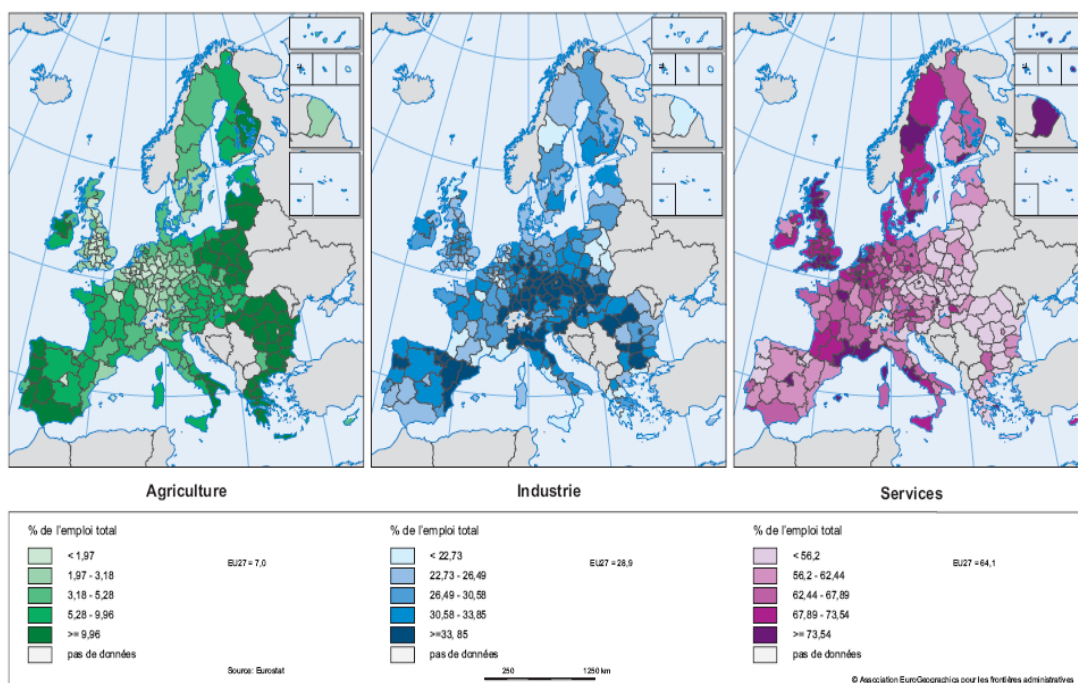 Agriculture
Industrie
Services
% de l'emploi total
< 1,97
1,97 - 3,18
3,18 - 5,28
5,28 - 9,96
>= 9,96
pas de données
EU27 = 7,0
Source: Eurostat
% de l'emploi total
< 22,73
22,73 - 26,49
26,49 - 30,58
30,58 - 33,85
>=33, 85
pas de données
EU27 = 28,9
250
1250 km
% de l'emploi total
< 56,2
56,2 - 62,44
62,44 - 67,89
67,89 - 73,54
>= 73,54
pas de données
EU27 = 64,1
© Association EuroGeographics pour les frontières administratives